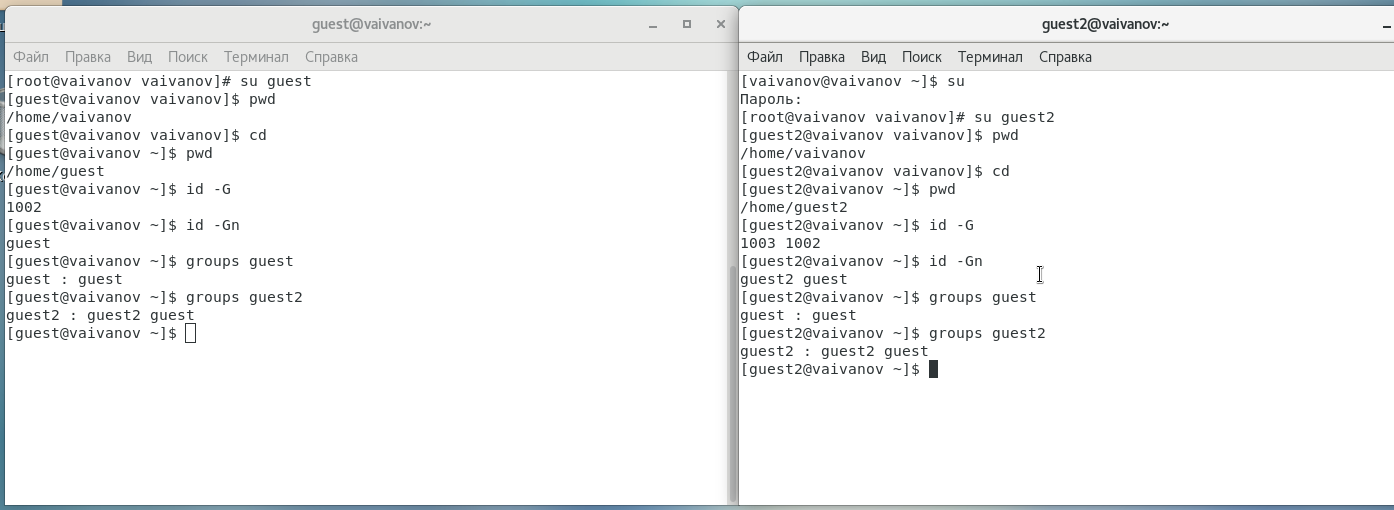 guest@vaivanov:~
Файл Правка Вид Поиск Терминал Справка
[root@vaivanov vaivanov]# su guest
[guest@vaivanov vaivanov]$ pwd
/home/vaivanov
[guest@vaivanov vaivanov]$ cd
[guest@vaivanov ~]$ pwd
/home/guest
[guest@vaivanov ~]$ id -G
1002
[guest@vaivanov ~]$ id -Gn
guest
[guest@vaivanov ~]$ groups guest
guest : guest
[guest@vaivanov ~]$ groups guest2
guest2 : guest2 guest
[guest@vaivanov ~]$
guest2@vaivanov:~
Файл Правка Вид Поиск Терминал Справка
[vaivanov@vaivanov ~]$ su
Пароль:
[root@vaivanov vaivanov]# su guest2
[guest2@vaivanov vaivanov]$ pwd
/home/vaivanov
[guest2@vaivanov vaivanov]$ cd
[guest2@vaivanov ~]$ pwd
/home/guest2
[guest2@vaivanov ~]$ id -G
1003 1002
[guest2@vaivanov ~]$ id -Gn
guest2 guest
[guest2@vaivanov ~]$ groups guest
guest : guest
[guest2@vaivanov ~]$ groups guest2
guest2 : guest2 guest
[guest2@vaivanov ~]$